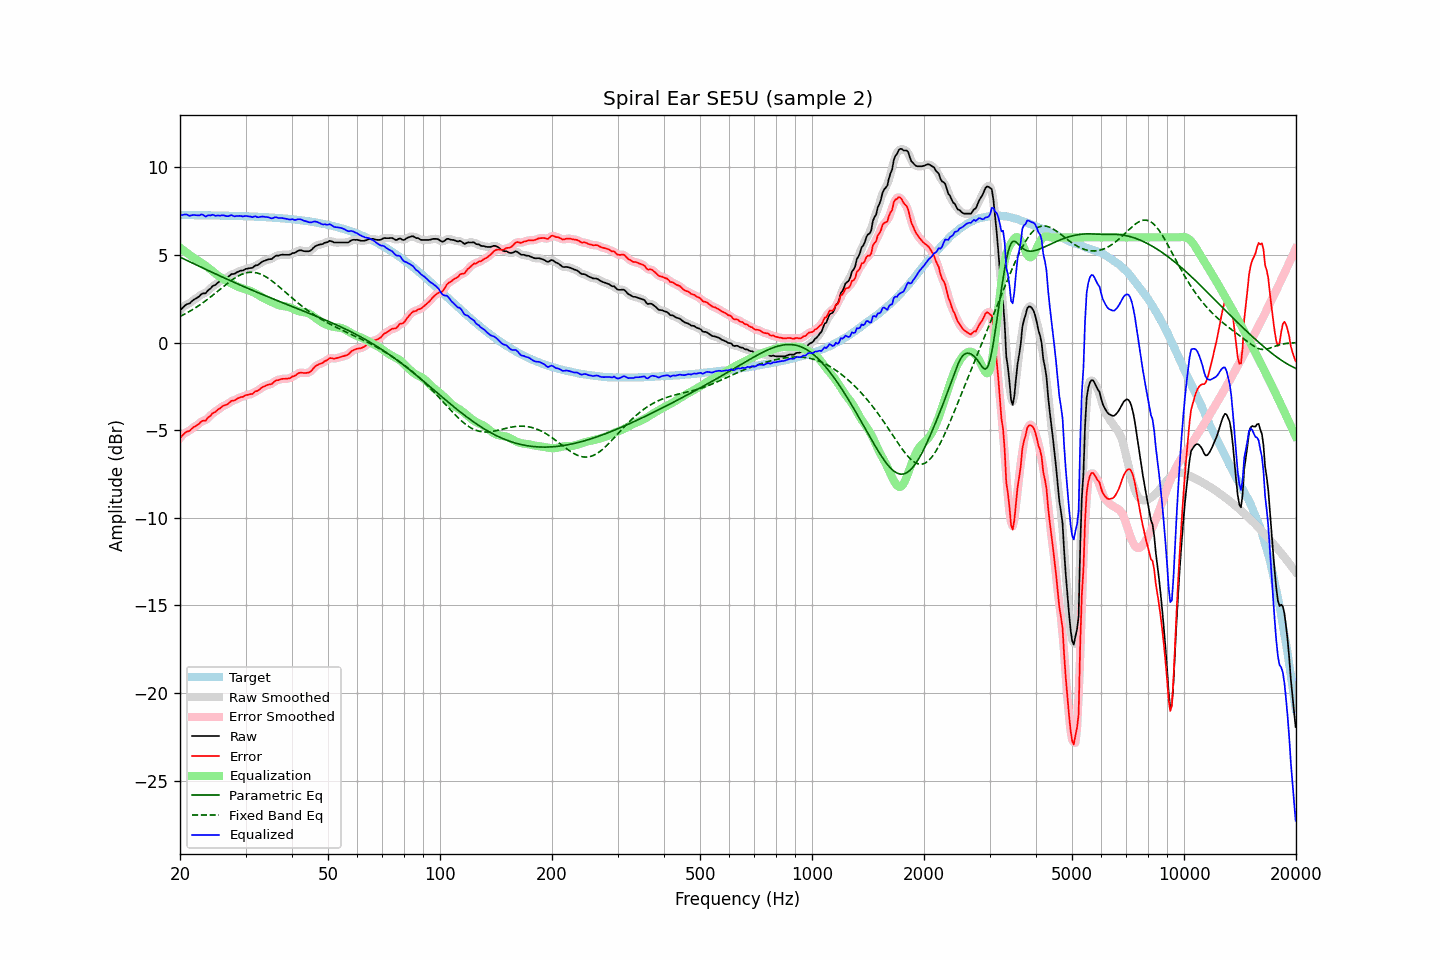 Spiral Ear SE5U (sample 2)
10
5
0
−5
−10
−15
−20
−25
Amplitude (dBr)
Target
Raw Smoothed
Error Smoothed
Raw
Error
Equalization
Parametric Eq
Fixed Band Eq
Equalized
20 50 100 200 500 1000 2000 5000 10000 20000
Frequency (Hz)